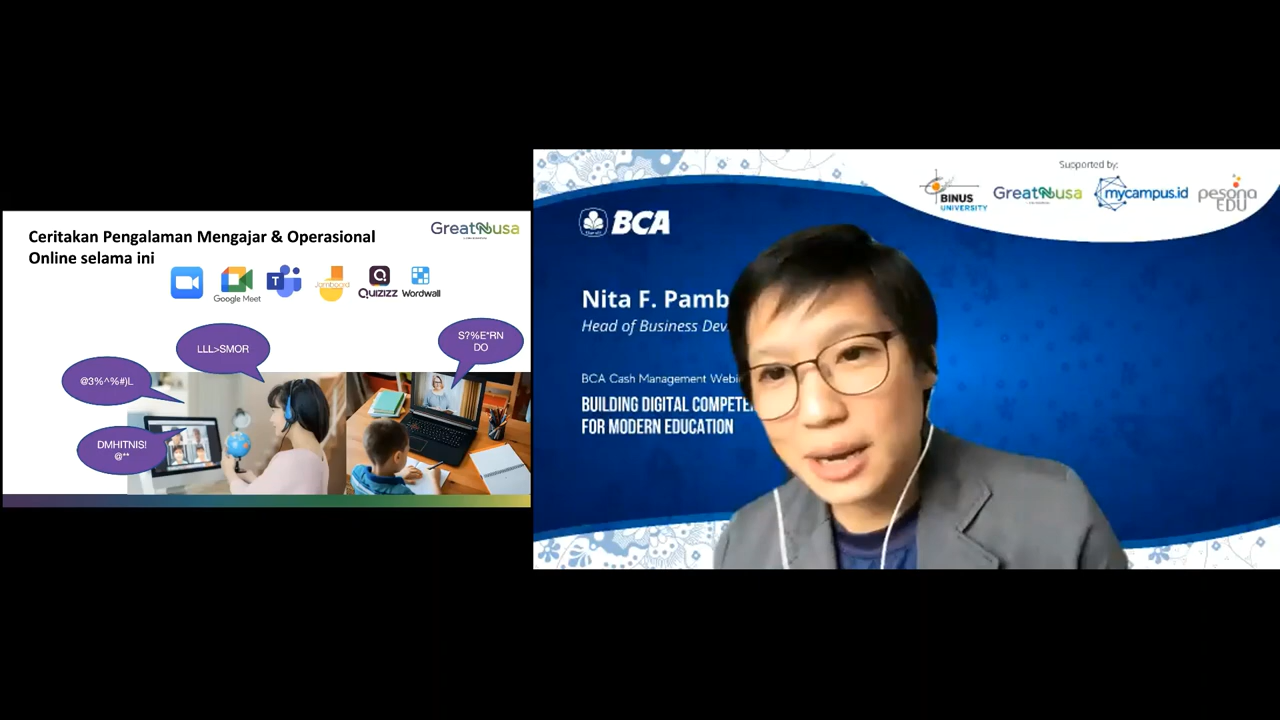 Ceritakan Pengalaman Mengajar & Operasional
Online selama ini
GreatNusa
Google Meet
Jamboard
QUIZIZZ
Wordwall
LLL>SMOR
S?%E*RN
DO
@3%^%#)L
DMHITNIS!
@**
Supported by:
BINUS
UNIVERSITY
GreatNusa
mycampus.id
pesona
EDU
BCA
Nita F. Pamb
Head of Business Dev
BCA Cash Management Webin
BUILDING DIGITAL COMPETE
FOR MODERN EDUCATION